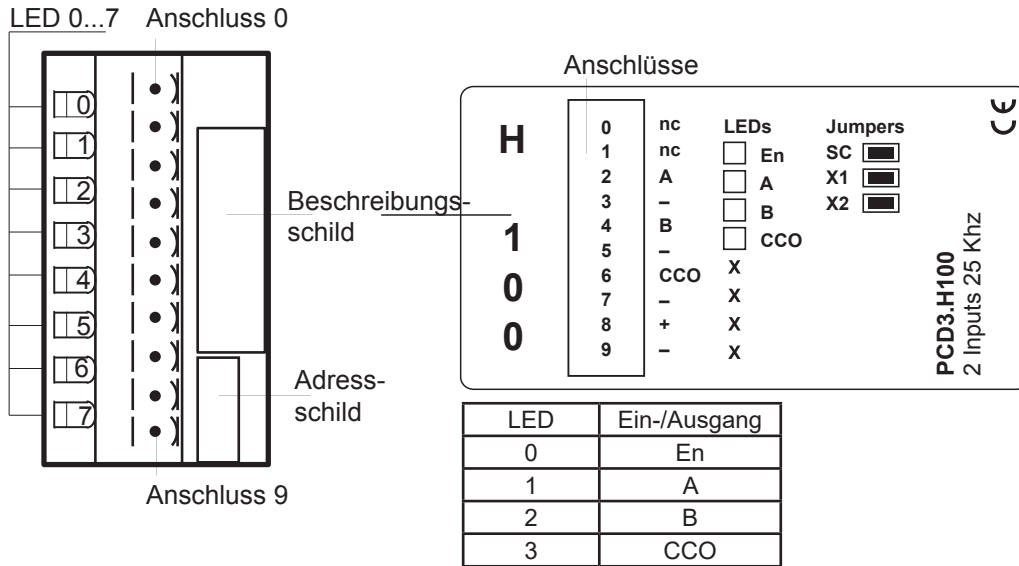 LED 0...7 Anschluss 0
0
1
2
3
4
5
6
7
Beschreibungs-
schild
Adress-
schild
Anschluss 9
Anschlüsse
H
1
0
0
0 nc
1 nc
2 A
3 –
4 B
5 –
6 CCO
7 –
8 +
9 –
LEDs
En
A
B
CCO
X
X
X
X
Jumpers
SC
X1
X2
CE
PCD3.H100
2 Inputs 25 Khz
LED Ein-/Ausgang
0 En
1 A
2 B
3 CCO